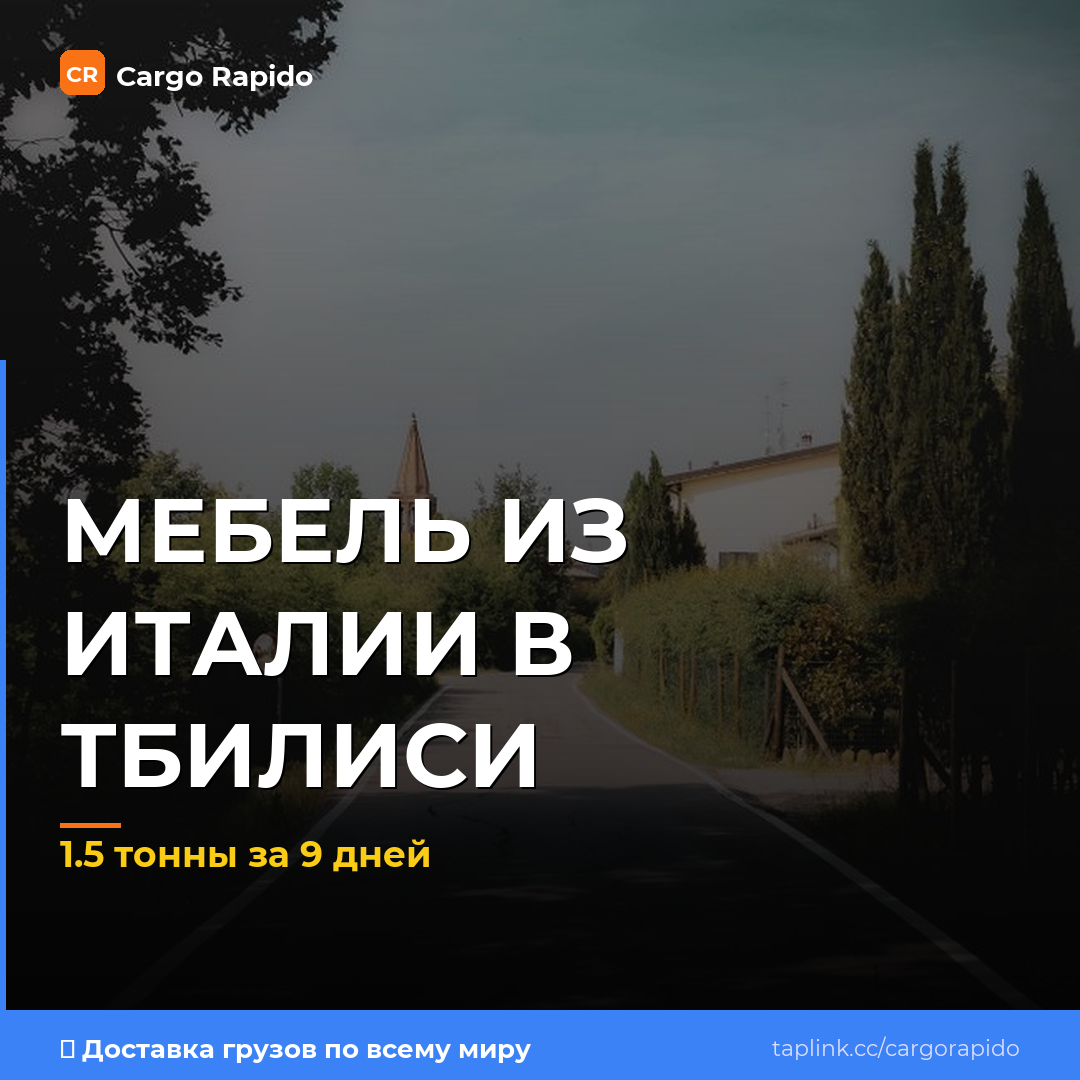 CR Cargo Rapido
МЕБЕЛЬ ИЗ
ИТАЛИИ В
ТБИЛИСИ
1.5 тонны за 9 дней
Доставка грузов по всему миру
taplink.cc/cargorapido